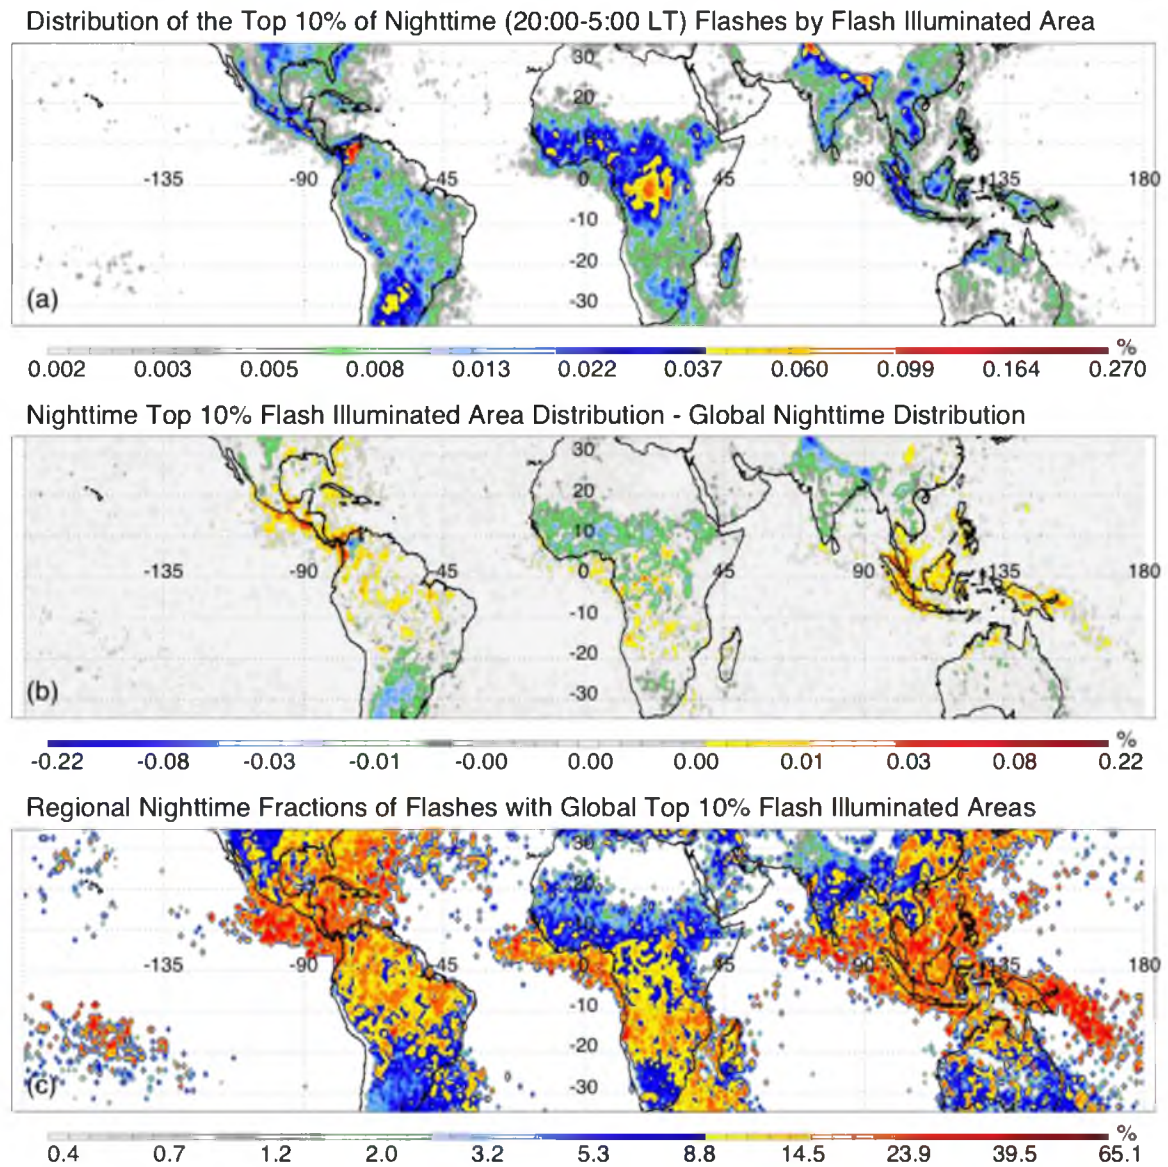 Distribution of the Top 10% of Nighttime (20:00-5:00 LT) Flashes by Flash Illuminated Area
30
20
-135 -90 -45 0 45 90 135 180
-10
-20
(a) -30
%
0.002 0.003 0.005 0.008 0.013 0.022 0.037 0.060 0.099 0.164 0.270
Nighttime Top 10% Flash Illuminated Area Distribution - Global Nighttime Distribution
30
20
10
-135 -90 -45 0 45 90 135 180
-10
-20
(b) -30
%
-0.22 -0.08 -0.03 -0.01 -0.00 0.00 0.00 0.01 0.03 0.08 0.22
Regional Nighttime Fractions of Flashes with Global Top 10% Flash Illuminated Areas
30
20
-135 -90 -45 0 45 90 135 180
-10
-20
(c) -30
%
0.4 0.7 1.2 2.0 3.2 5.3 8.8 14.5 23.9 39.5 65.1